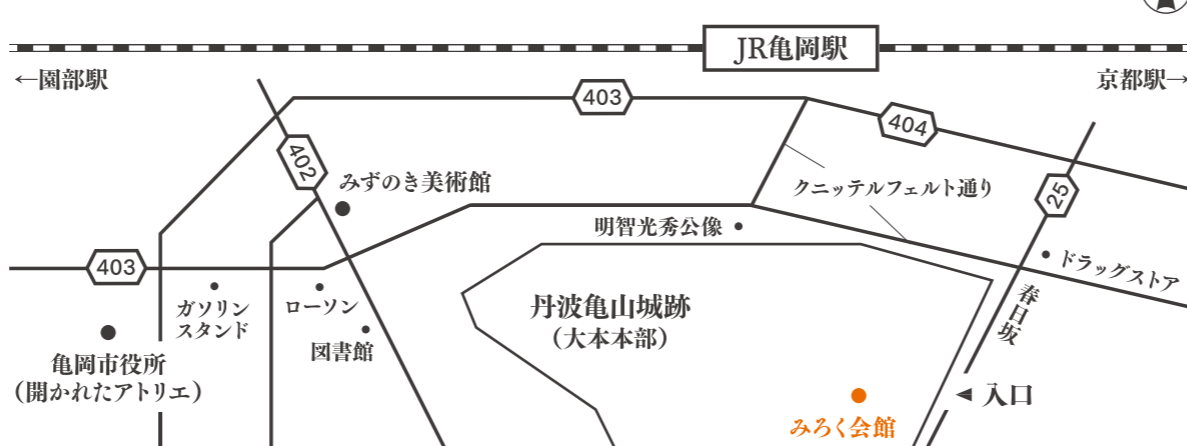 JR亀岡駅
←園部駅
京都駅→
403
404
402
みずのき美術館
クニッテルフェルト通り
25
明智光秀公像
403
ドラッグストア
ガソリン
スタンド
ローソン
春日坂
丹波亀山城跡
（大本本部）
図書館
亀岡市役所
（開かれたアトリエ）
入口
みろく会館